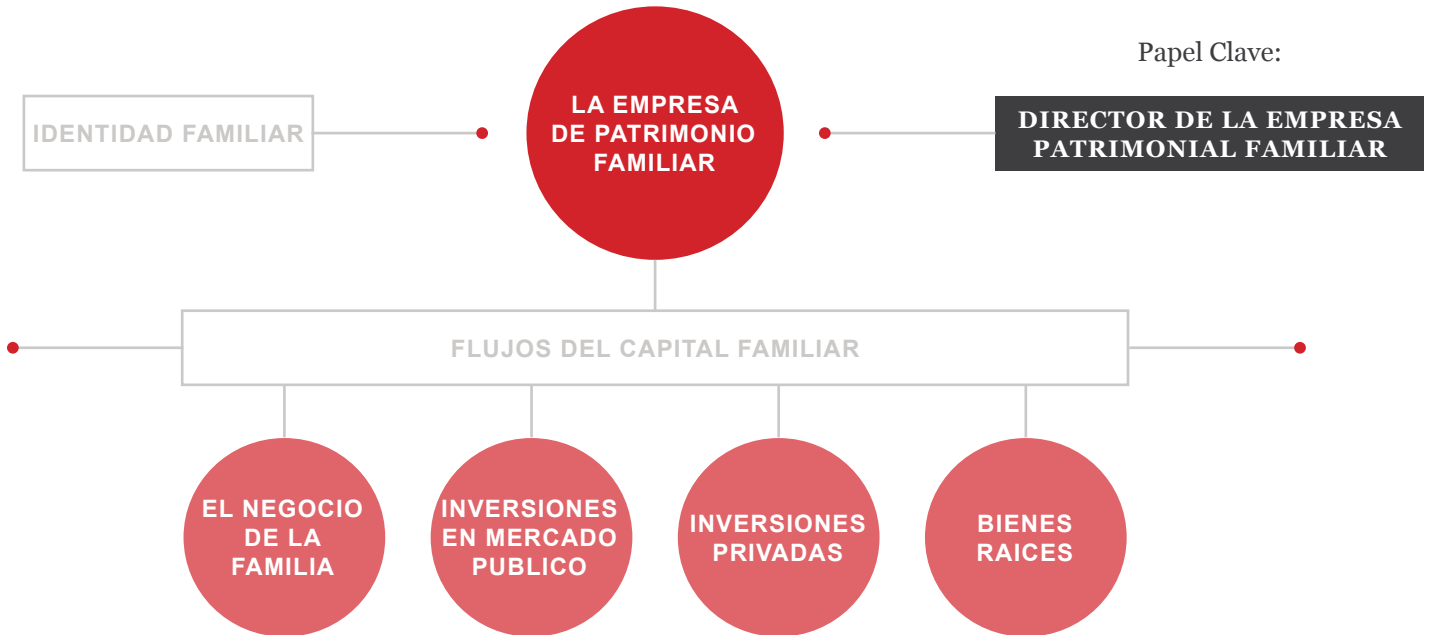 Papel Clave:
IDENTIDAD FAMILIAR
LA EMPRESA
DE PATRIMONIO
FAMILIAR
DIRECTOR DE LA EMPRESA
PATRIMONIAL FAMILIAR
FLUJOS DEL CAPITAL FAMILIAR
EL NEGOCIO
DE LA
FAMILIA
INVERSIONES
EN MERCADO
PUBLICO
INVERSIONES
PRIVADAS
BIENES
RAICES